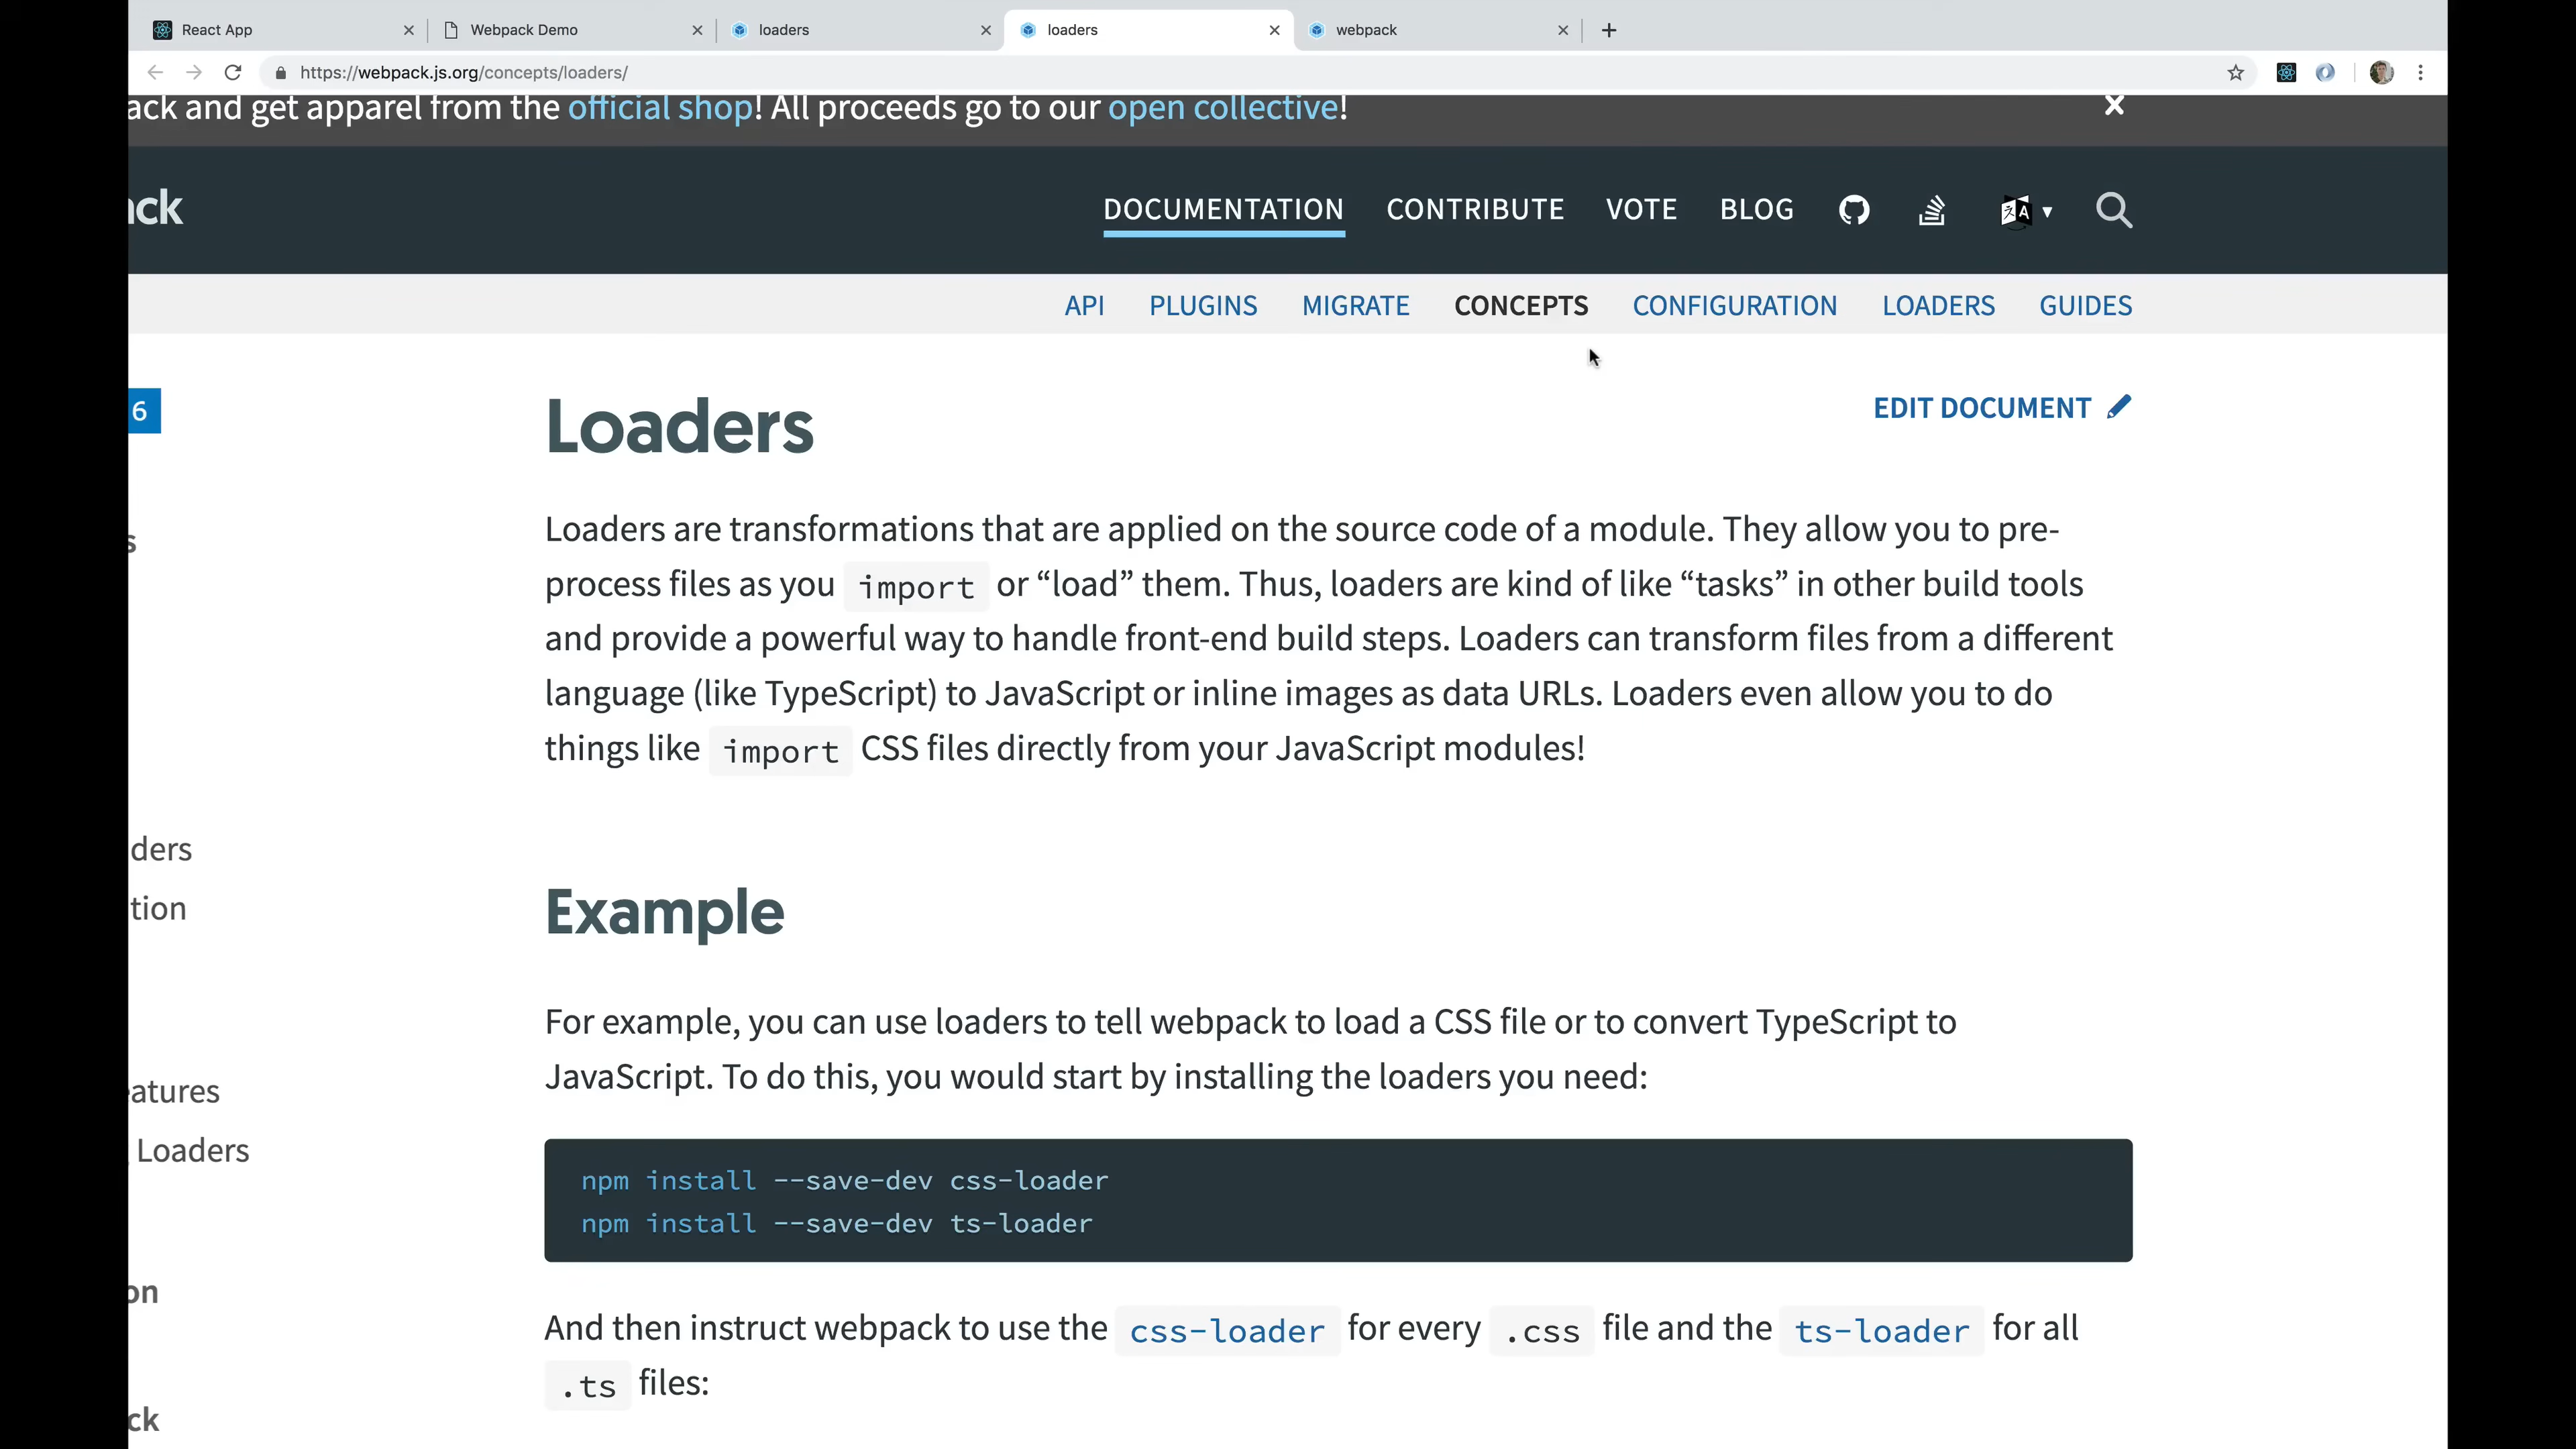 React App
Webpack Demo
loaders
loaders
webpack
https://webpack.js.org/concepts/loaders/
ack and get apparel from the official shop! All proceeds go to our open collective!
ack
DOCUMENTATION CONTRIBUTE VOTE BLOG
API PLUGINS MIGRATE CONCEPTS CONFIGURATION LOADERS GUIDES
6
s
ders
tion
eatures
Loaders
on
ck
Loaders
EDIT DOCUMENT
Loaders are transformations that are applied on the source code of a module. They allow you to pre-
process files as you import or “load” them. Thus, loaders are kind of like “tasks” in other build tools
and provide a powerful way to handle front-end build steps. Loaders can transform files from a different
language (like TypeScript) to JavaScript or inline images as data URLs. Loaders even allow you to do
things like import CSS files directly from your JavaScript modules!
Example
For example, you can use loaders to tell webpack to load a CSS file or to convert TypeScript to
JavaScript. To do this, you would start by installing the loaders you need:
npm install --save-dev css-loader
npm install --save-dev ts-loader
And then instruct webpack to use the css-loader for every .css file and the ts-loader for all
.ts files: